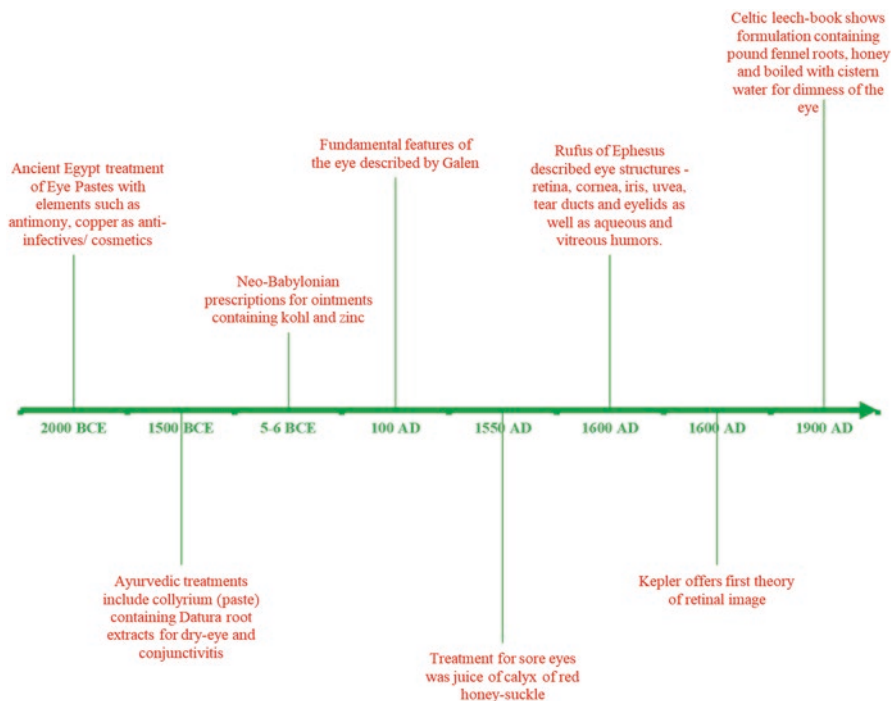 Celtic leech-book shows
formulation containing
pound fennel roots, honey
and boiled with cistern
water for dimness of the
eye
Fundamental features of
the eye described by Galen
Rufus of Ephesus
described eye structures -
retina, cornea, iris, uvea,
tear ducts and eyelids as
well as aqueous and
vitreous humors.
Ancient Egypt treatment
of Eye Pastes with
elements such as
antimony, copper as anti-
infectives/ cosmetics
Neo-Babylonian
prescriptions for ointments
containing kohl and zinc
2000 BCE
1500 BCE
5-6 BCE
100 AD
1550 AD
1600 AD
1600 AD
1900 AD
Ayurvedic treatments
include collyrium (paste)
containing Datura root
extracts for dry-eye and
conjunctivitis
Kepler offers first theory
of retinal image
Treatment for sore eyes
was juice of calyx of red
honey-suckle